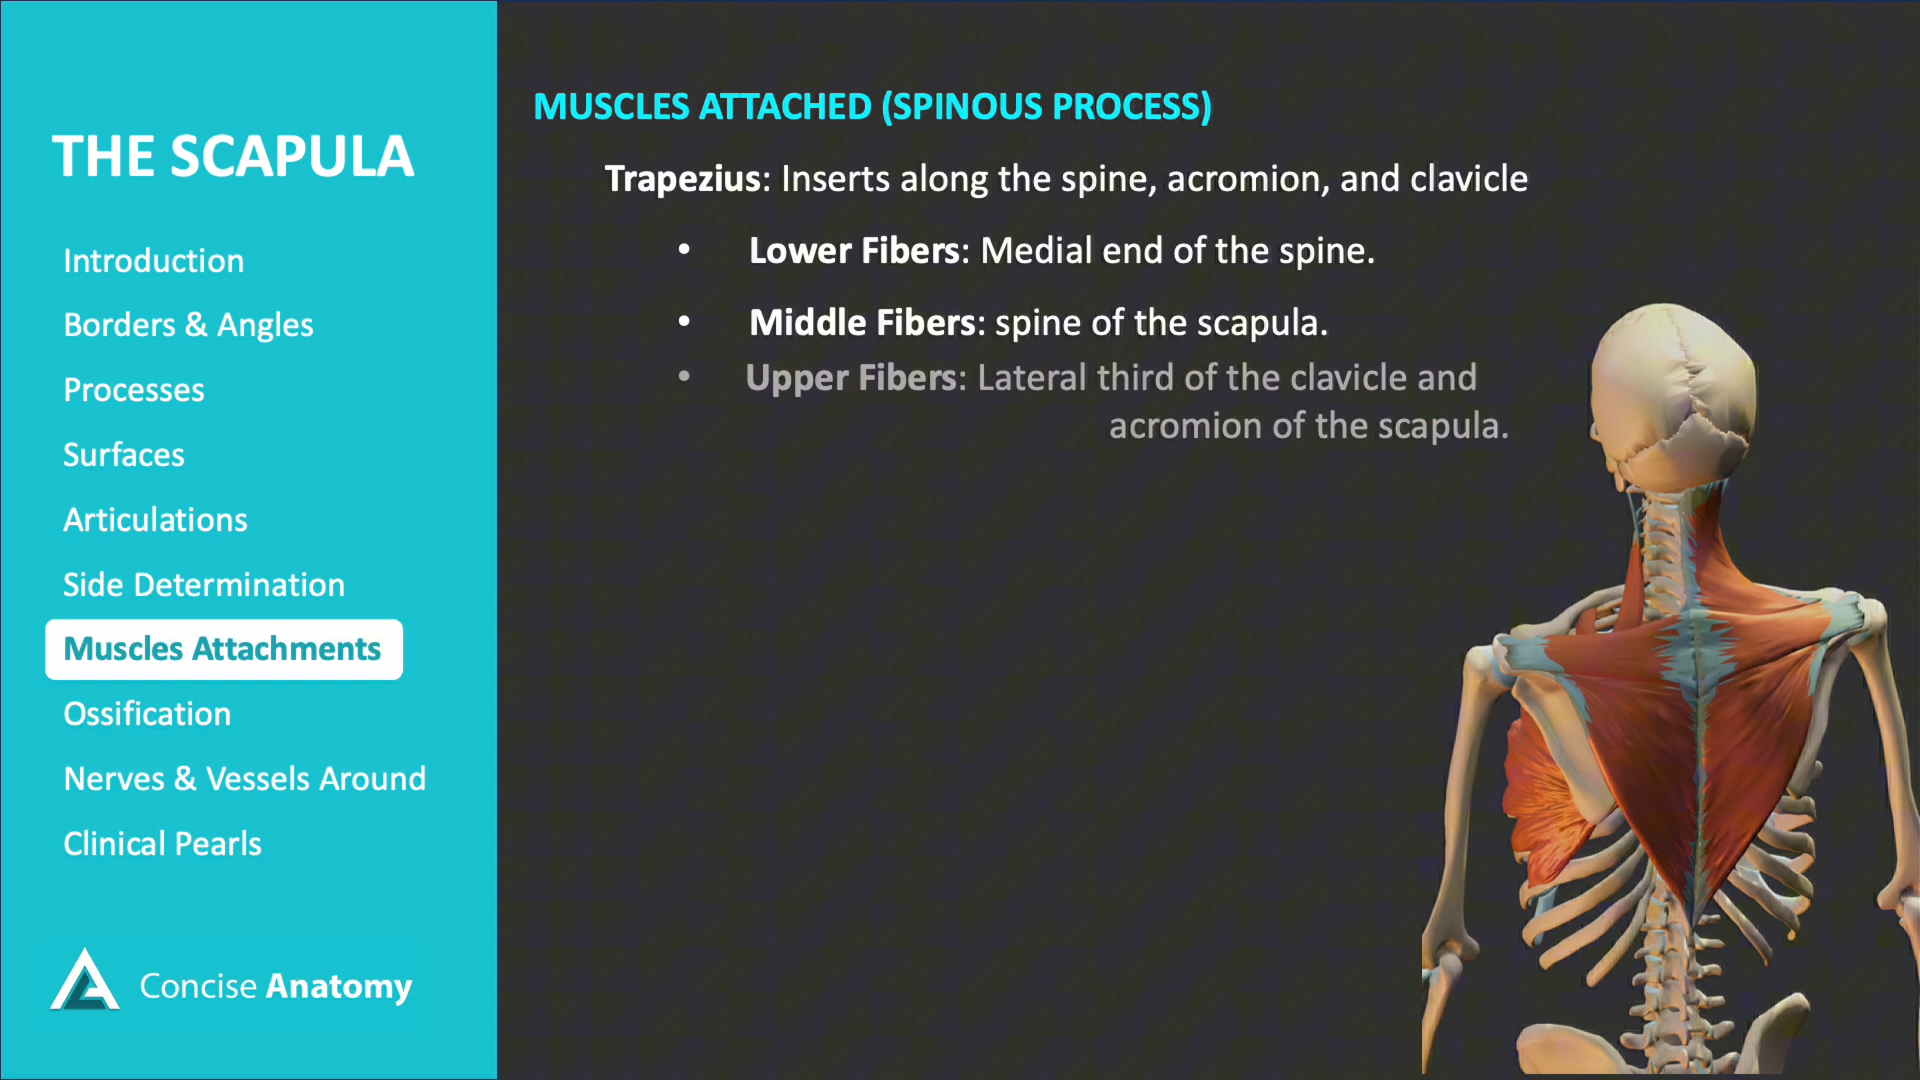 THE SCAPULA
Introduction
Borders & Angles
Processes
Surfaces
Articulations
Side Determination
Muscles Attachments
Ossification
Nerves & Vessels Around
Clinical Pearls
Concise Anatomy
MUSCLES ATTACHED (SPINOUS PROCESS)
Trapezius: Inserts along the spine, acromion, and clavicle
• Lower Fibers: Medial end of the spine.
• Middle Fibers: spine of the scapula.
• Upper Fibers: Lateral third of the clavicle and
acromion of the scapula.